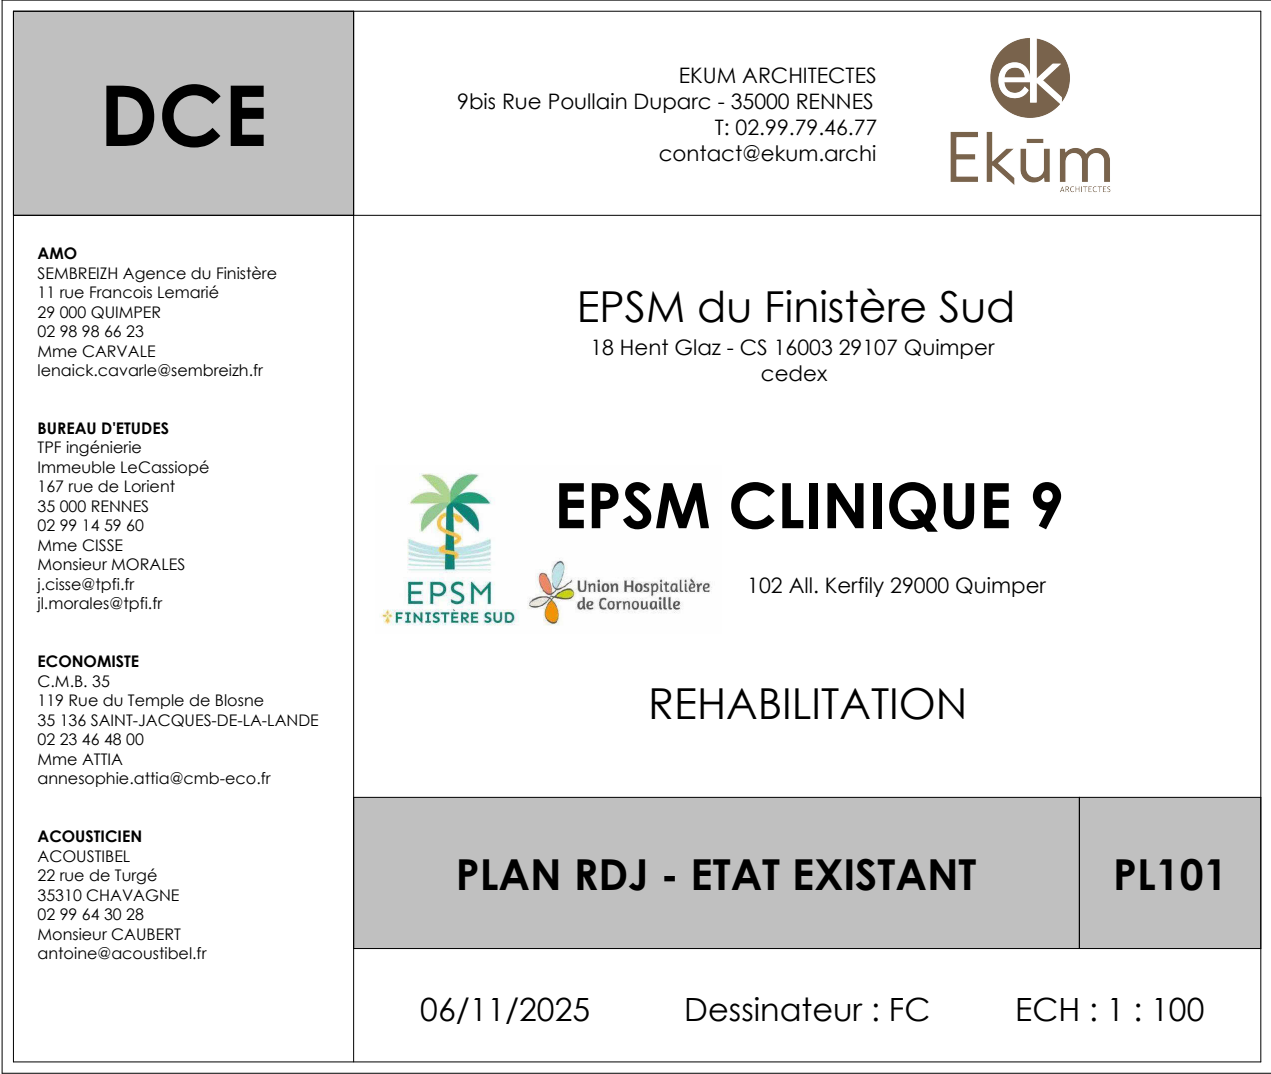 DCE
EKUM ARCHITECTES
9bis Rue Poullain Duparc - 35000 RENNES
T: 02.99.79.46.77
contact@ekum.archi
ek
Ekūm
ARCHITECTES
AMO
SEMBREIZH Agence du Finistère
11 rue Francois Lemarié
29 000 QUIMPER
02 98 98 66 23
Mme CARVALE
lenaick.cavarle@sembreizh.fr
BUREAU D'ETUDES
TPF ingénierie
Immeuble LeCassiopé
167 rue de Lorient
35 000 RENNES
02 99 14 59 60
Mme CISSE
Monsieur MORALES
j.cisse@tpfi.fr
jl.morales@tpfi.fr
ECONOMISTE
C.M.B. 35
119 Rue du Temple de Blosne
35 136 SAINT-JACQUES-DE-LA-LANDE
02 23 46 48 00
Mme ATTIA
annesophie.attia@cmb-eco.fr
ACOUSTICIEN
ACOUSTIBEL
22 rue de Turgé
35310 CHAVAGNE
02 99 64 30 28
Monsieur CAUBERT
antoine@acoustibel.fr
EPSM du Finistère Sud
18 Hent Glaz - CS 16003 29107 Quimper
cedex
EPSM CLINIQUE 9
EPSM
FINISTÈRE SUD
Union Hospitalière
de Cornouaille
102 All. Kerfily 29000 Quimper
REHABILITATION
PLAN RDJ - ETAT EXISTANT
PL101
06/11/2025 Dessinateur : FC ECH : 1 : 100